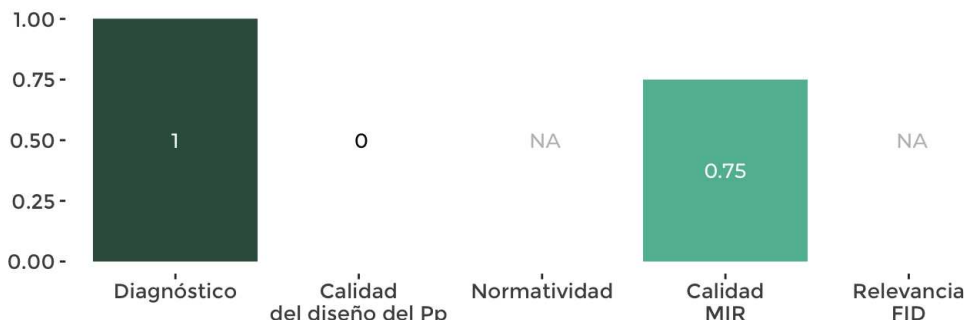 1.00
0.75
0.50
0.25
0.00
1
0
NA
0.75
NA
Diagnóstico
Calidad
del diseño del Pp
Normatividad
Calidad
MIR
Relevancia
FID